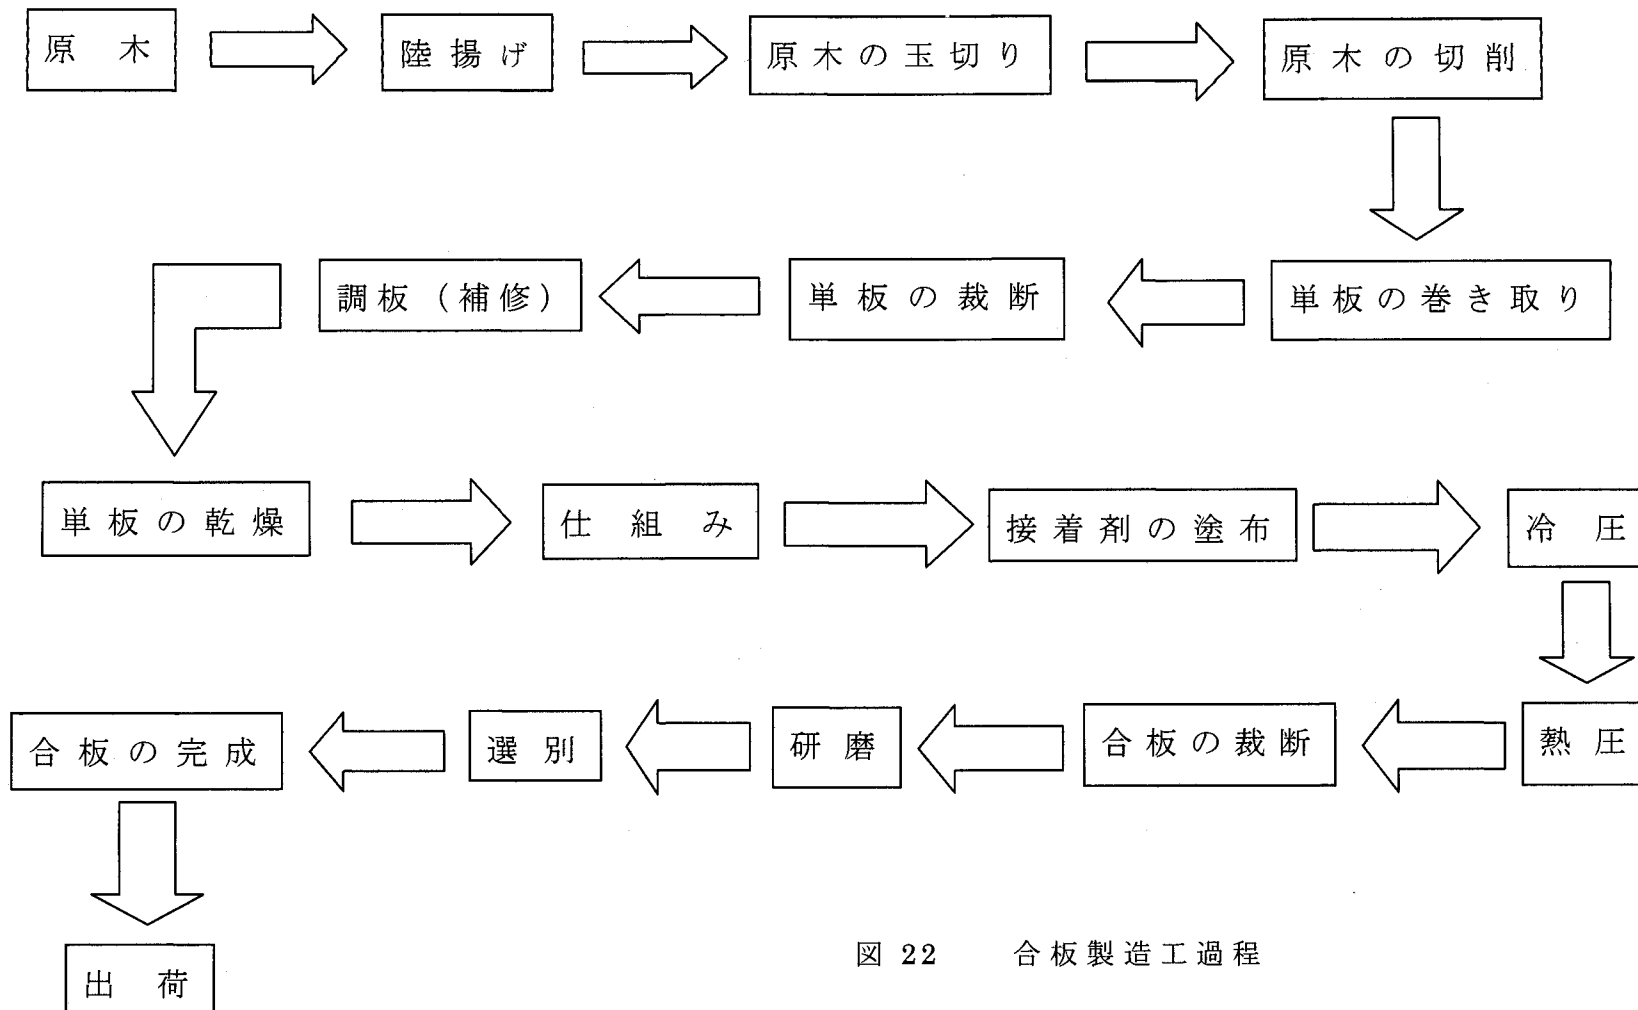 原木
陸揚げ
原木の玉切り
原木の切削
単板の巻き取り
単板の裁断
調板（補修）
単板の乾燥
仕組み
接着剤の塗布
冷圧
熱圧
合板の裁断
研磨
選別
合板の完成
出荷
図 22 合板製造工過程